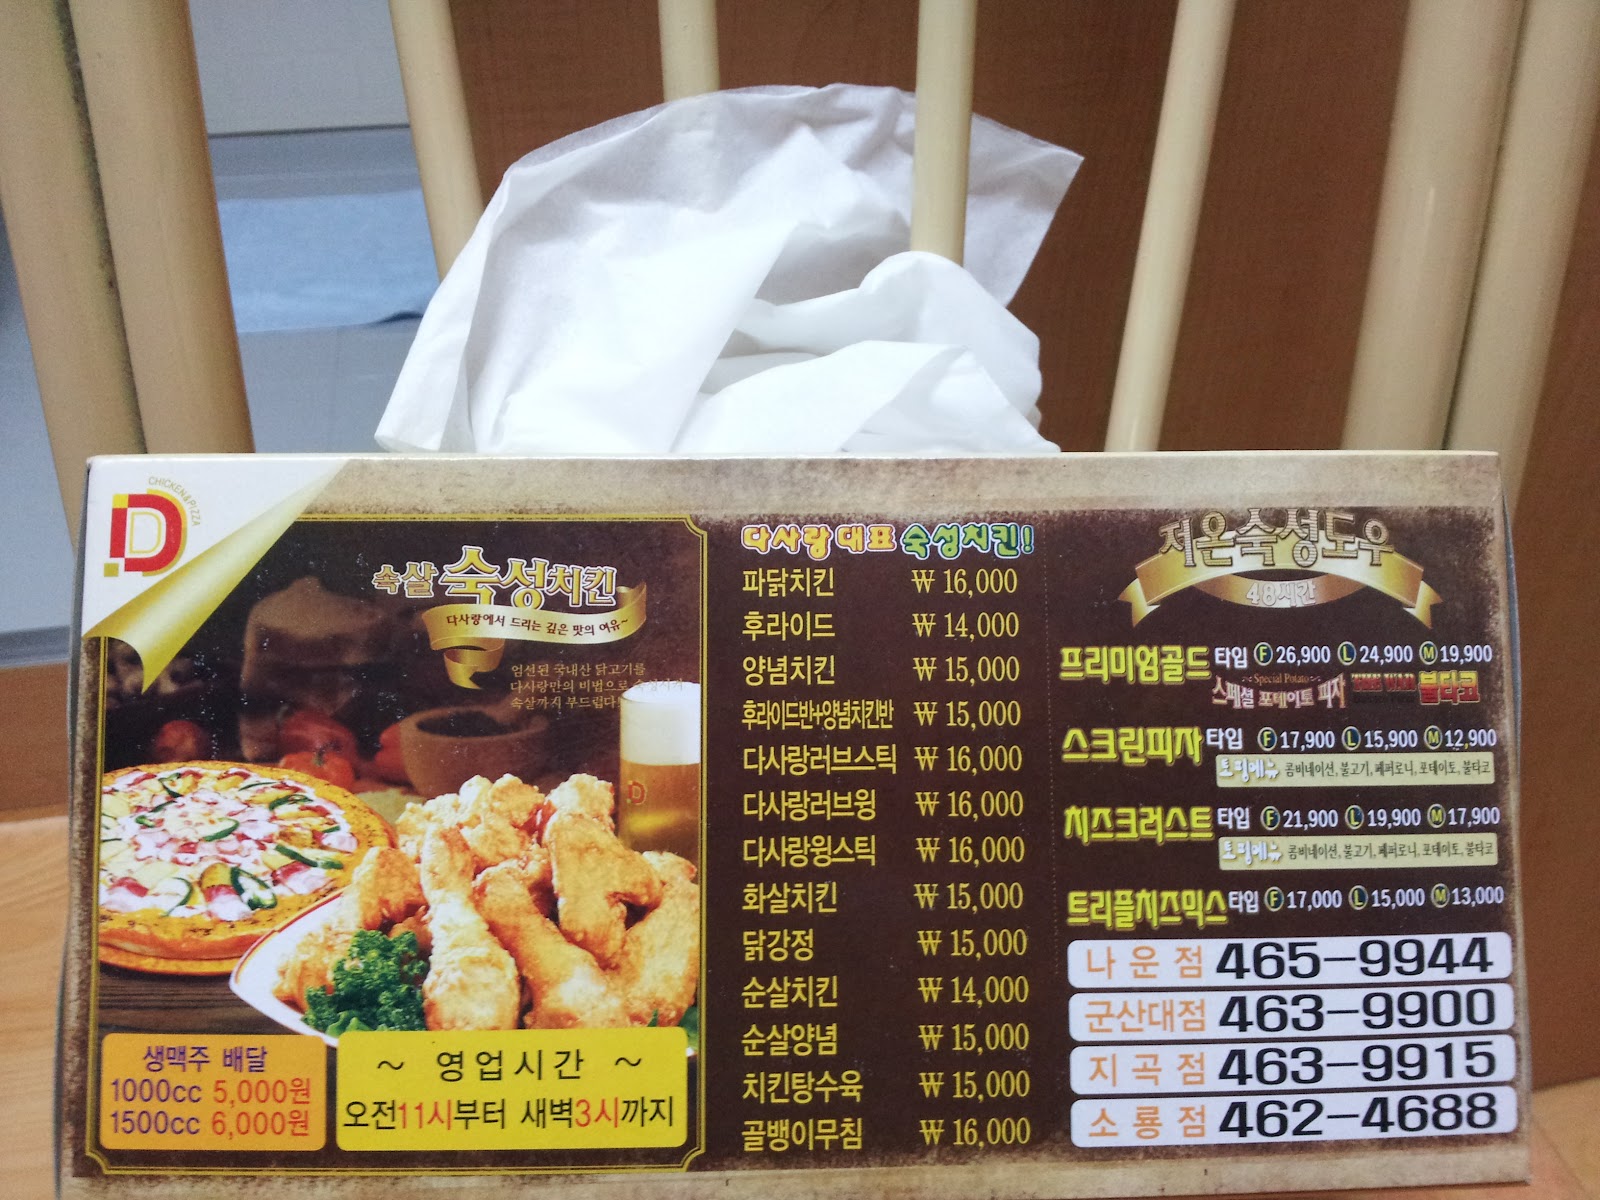 CHICKEN&PIZZA
D
속살 숙성치킨
다사랑에서 드리는 깊은 맛의 여유~
엄선된 국내산 닭고기를
다사랑만의 비법으로
속살까지 부드럽다!
생맥주 배달
1000cc 5,000원
1500cc 6,000원
~ 영업시간 ~
오전11시부터 새벽3시까지
다사랑 대표 숙성치킨!
파닭치킨 ₩ 16,000
후라이드 ₩ 14,000
양념치킨 ₩ 15,000
후라이드반+양념치킨반 ₩ 15,000
다사랑러브스틱 ₩ 16,000
다사랑러브윙 ₩ 16,000
다사랑윙스틱 ₩ 16,000
화살치킨 ₩ 15,000
닭강정 ₩ 15,000
순살치킨 ₩ 14,000
순살양념 ₩ 15,000
치킨탕수육 ₩ 15,000
골뱅이무침 ₩ 16,000
저온숙성도우
48시간
프리미엄골드 타입 F 26,900 L 24,900 M 19,900
Special Potato
스페셜 포테이토 피자 불타코
스크린피자 타입 F 17,900 L 15,900 M 12,900
토핑메뉴 콤비네이션, 불고기, 페퍼로니, 포테이토, 불타코
치즈크러스트 타입 F 21,900 L 19,900 M 17,900
토핑메뉴 콤비네이션, 불고기, 페퍼로니, 포테이토, 불타코
트리플치즈믹스 타입 F 17,000 L 15,000 M 13,000
나운점 465-9944
군산대점 463-9900
지곡점 463-9915
소룡점 462-4688